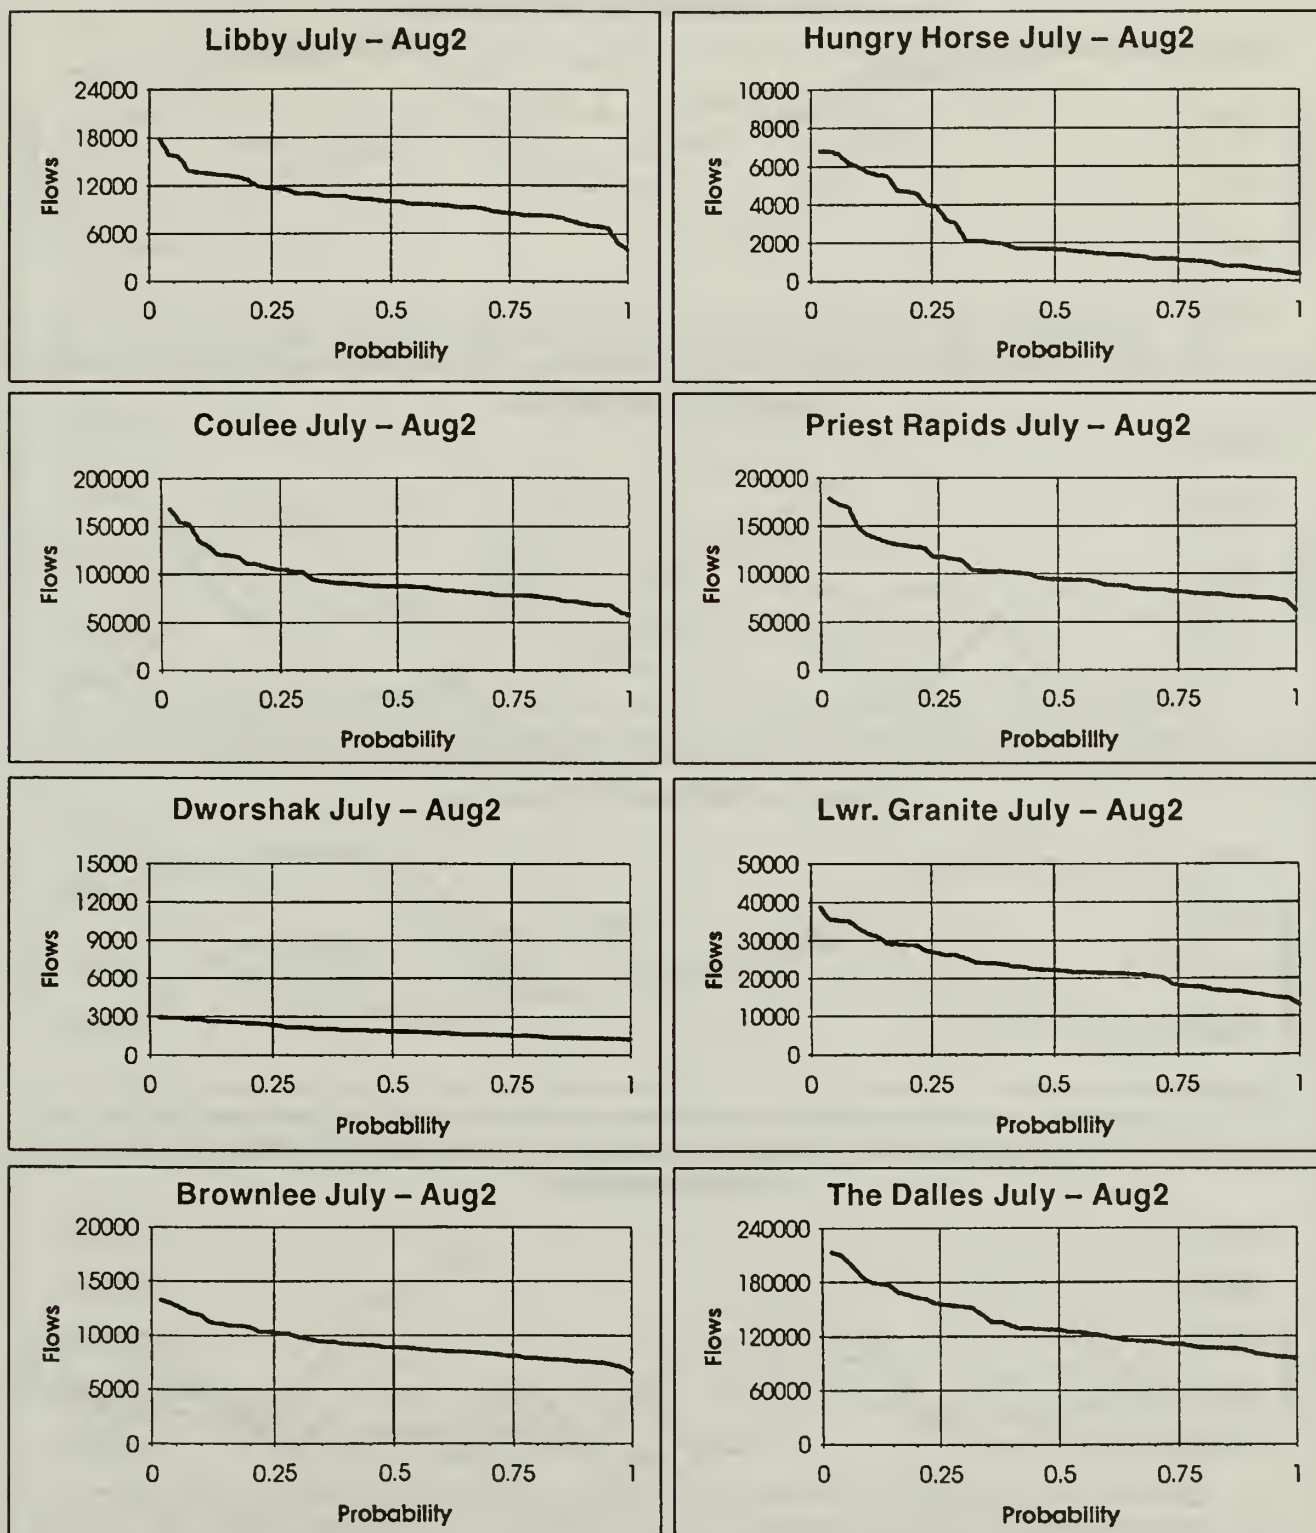 Libby July – Aug2
24000
18000
12000
6000
0
Flows
0 0.25 0.5 0.75 1
Probability
Hungry Horse July – Aug2
10000
8000
6000
4000
2000
0
Flows
0 0.25 0.5 0.75 1
Probability
Coulee July – Aug2
200000
150000
100000
50000
0
Flows
0 0.25 0.5 0.75 1
Probability
Priest Rapids July – Aug2
200000
150000
100000
50000
0
Flows
0 0.25 0.5 0.75 1
Probability
Dworshak July – Aug2
15000
12000
9000
6000
3000
0
Flows
0 0.25 0.5 0.75 1
Probability
Lwr. Granite July – Aug2
50000
40000
30000
20000
10000
0
Flows
0 0.25 0.5 0.75 1
Probability
Brownlee July – Aug2
20000
15000
10000
5000
0
Flows
0 0.25 0.5 0.75 1
Probability
The Dalles July – Aug2
240000
180000
120000
60000
0
Flows
0 0.25 0.5 0.75 1
Probability